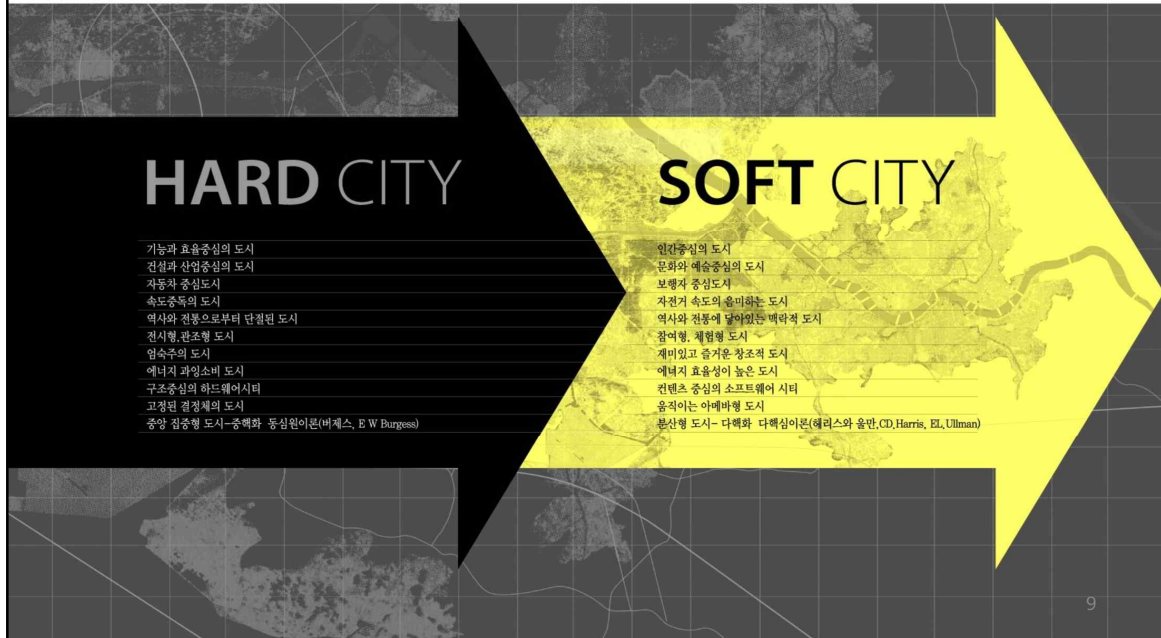 HARD CITY
기능과 효율중심의 도시
건설과 산업중심의 도시
자동차 중심도시
속도중독의 도시
역사와 전통으로부터 단절된 도시
전시형,관조형 도시
엄숙주의 도시
에너지 과잉소비 도시
구조중심의 하드웨어시티
고정된 결정체의 도시
중앙 집중형 도시-중핵화 동심원이론(버제스, E W Burgess)
SOFT CITY
인간중심의 도시
문화와 예술중심의 도시
보행자 중심도시
자전거 속도의 음미하는 도시
역사와 전통에 닿아있는 맥락적 도시
참여형, 체험형 도시
재미있고 즐거운 창조적 도시
에너지 효율성이 높은 도시
컨텐츠 중심의 소프트웨어 시티
움직이는 아메바형 도시
분산형 도시- 다핵화 다핵심이론(해리스와 울만,CD,Harris, EL,Ullman)
9